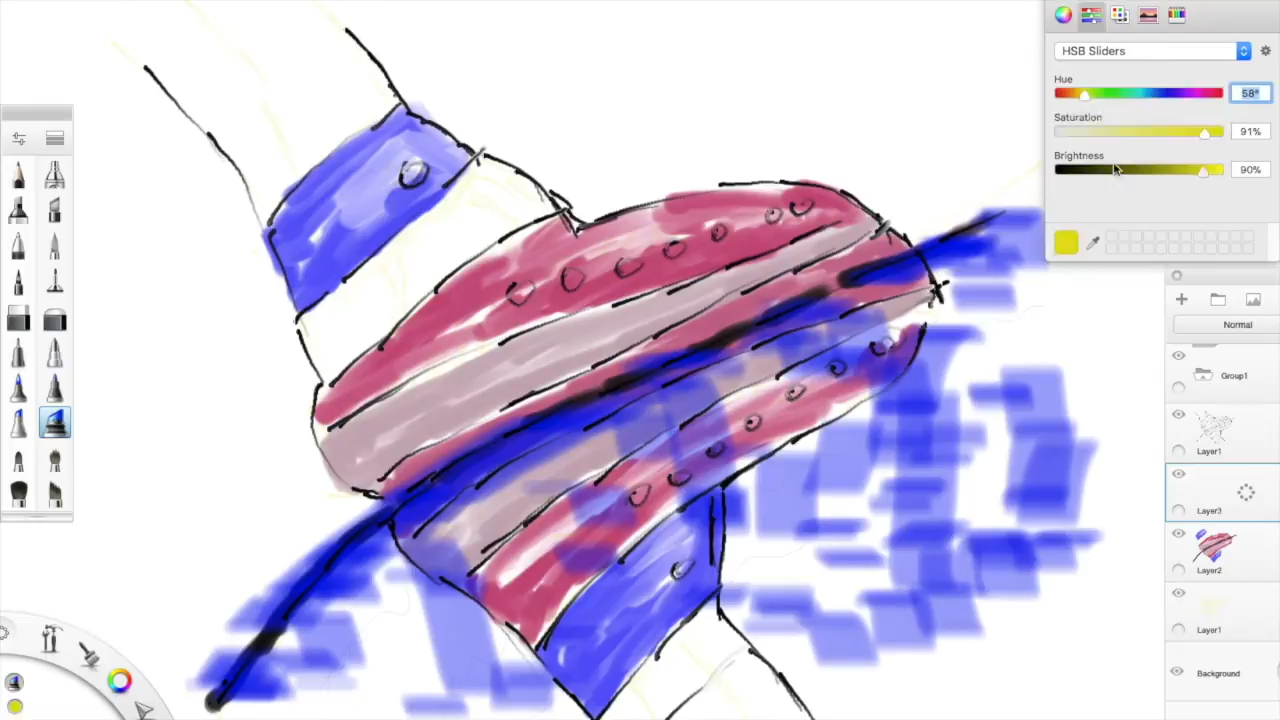 HSB Sliders
Hue
58°
Saturation
91%
Brightness
90%
Normal
Group1
Layer1
Layer3
Layer2
Layer1
Background